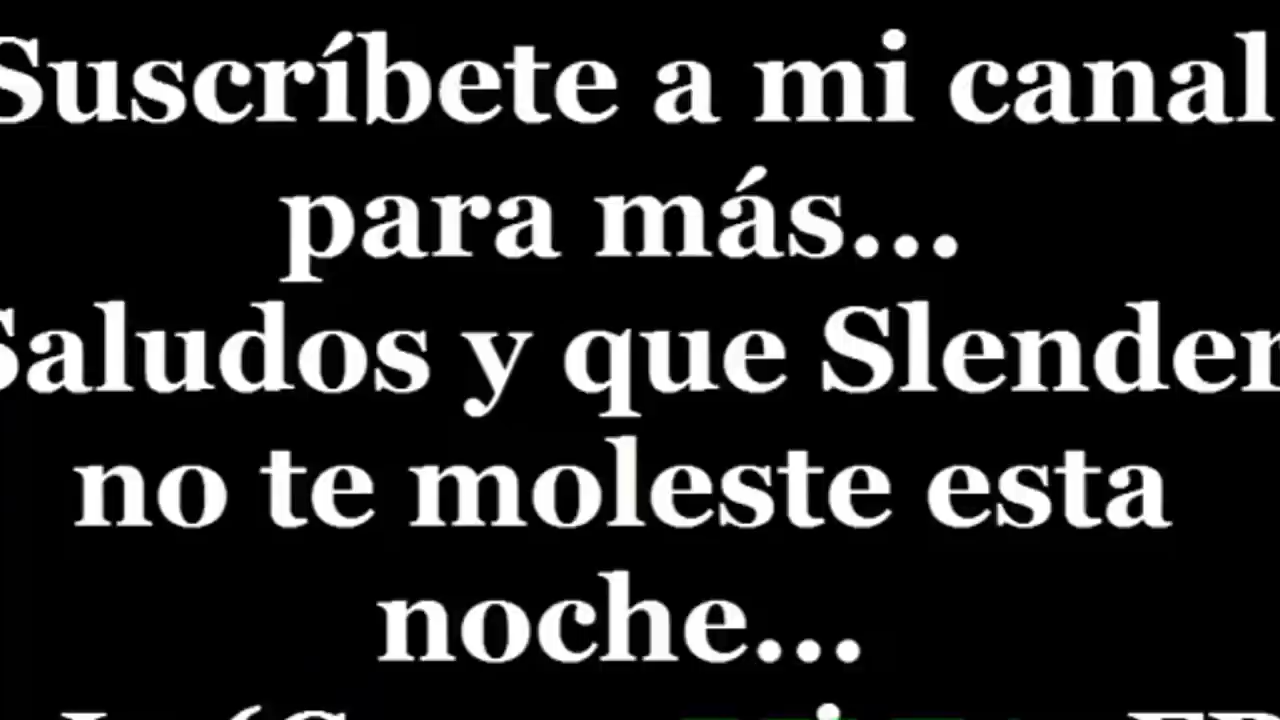 Suscríbete a mi canal
para más...
Saludos y que Slender
no te moleste esta
noche...